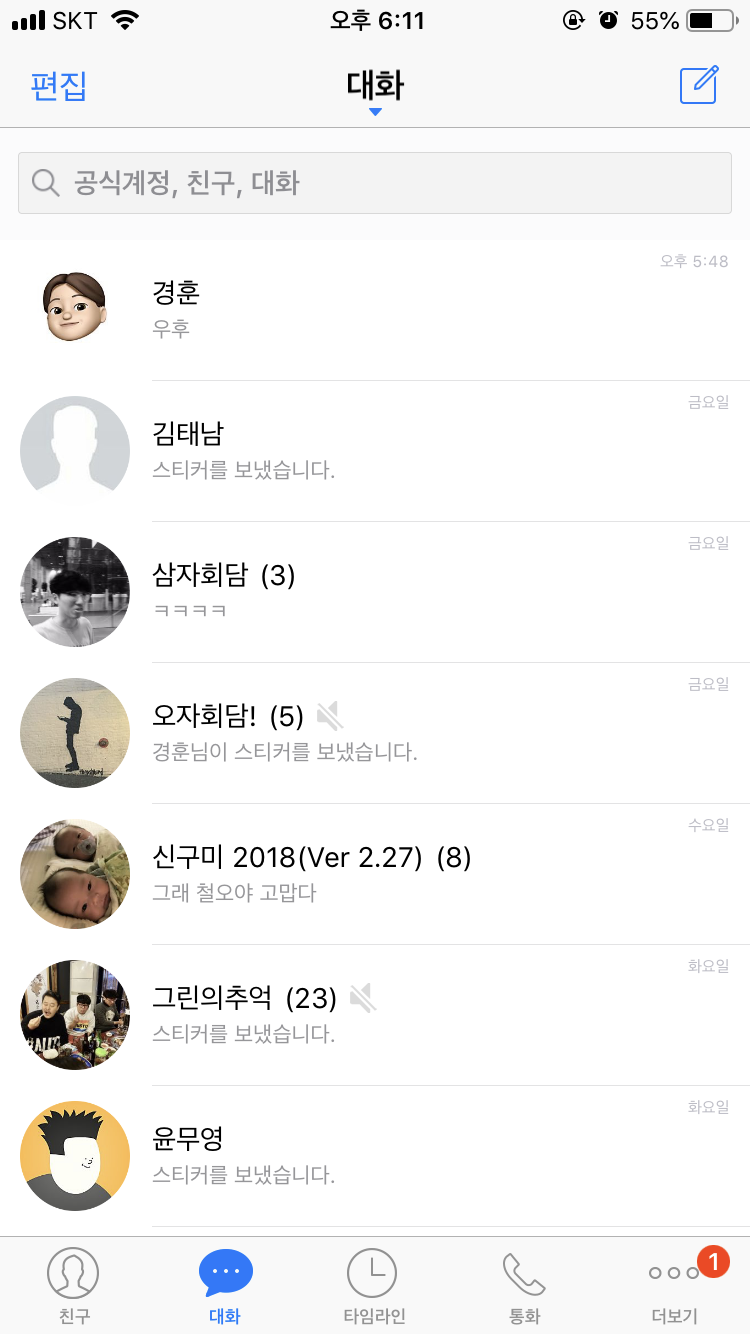 SKT 오후 6:11 55%
편집 대화
공식계정, 친구, 대화
오후 5:48
경훈
우후
금요일
김태남
스티커를 보냈습니다.
금요일
삼자회담 (3)
ㅋㅋㅋㅋ
금요일
오자회담! (5)
경훈님이 스티커를 보냈습니다.
수요일
신구미 2018(Ver 2.27) (8)
그래 철오야 고맙다
화요일
그린의추억 (23)
스티커를 보냈습니다.
화요일
윤무영
스티커를 보냈습니다.
1
친구 대화 타임라인 통화 더보기